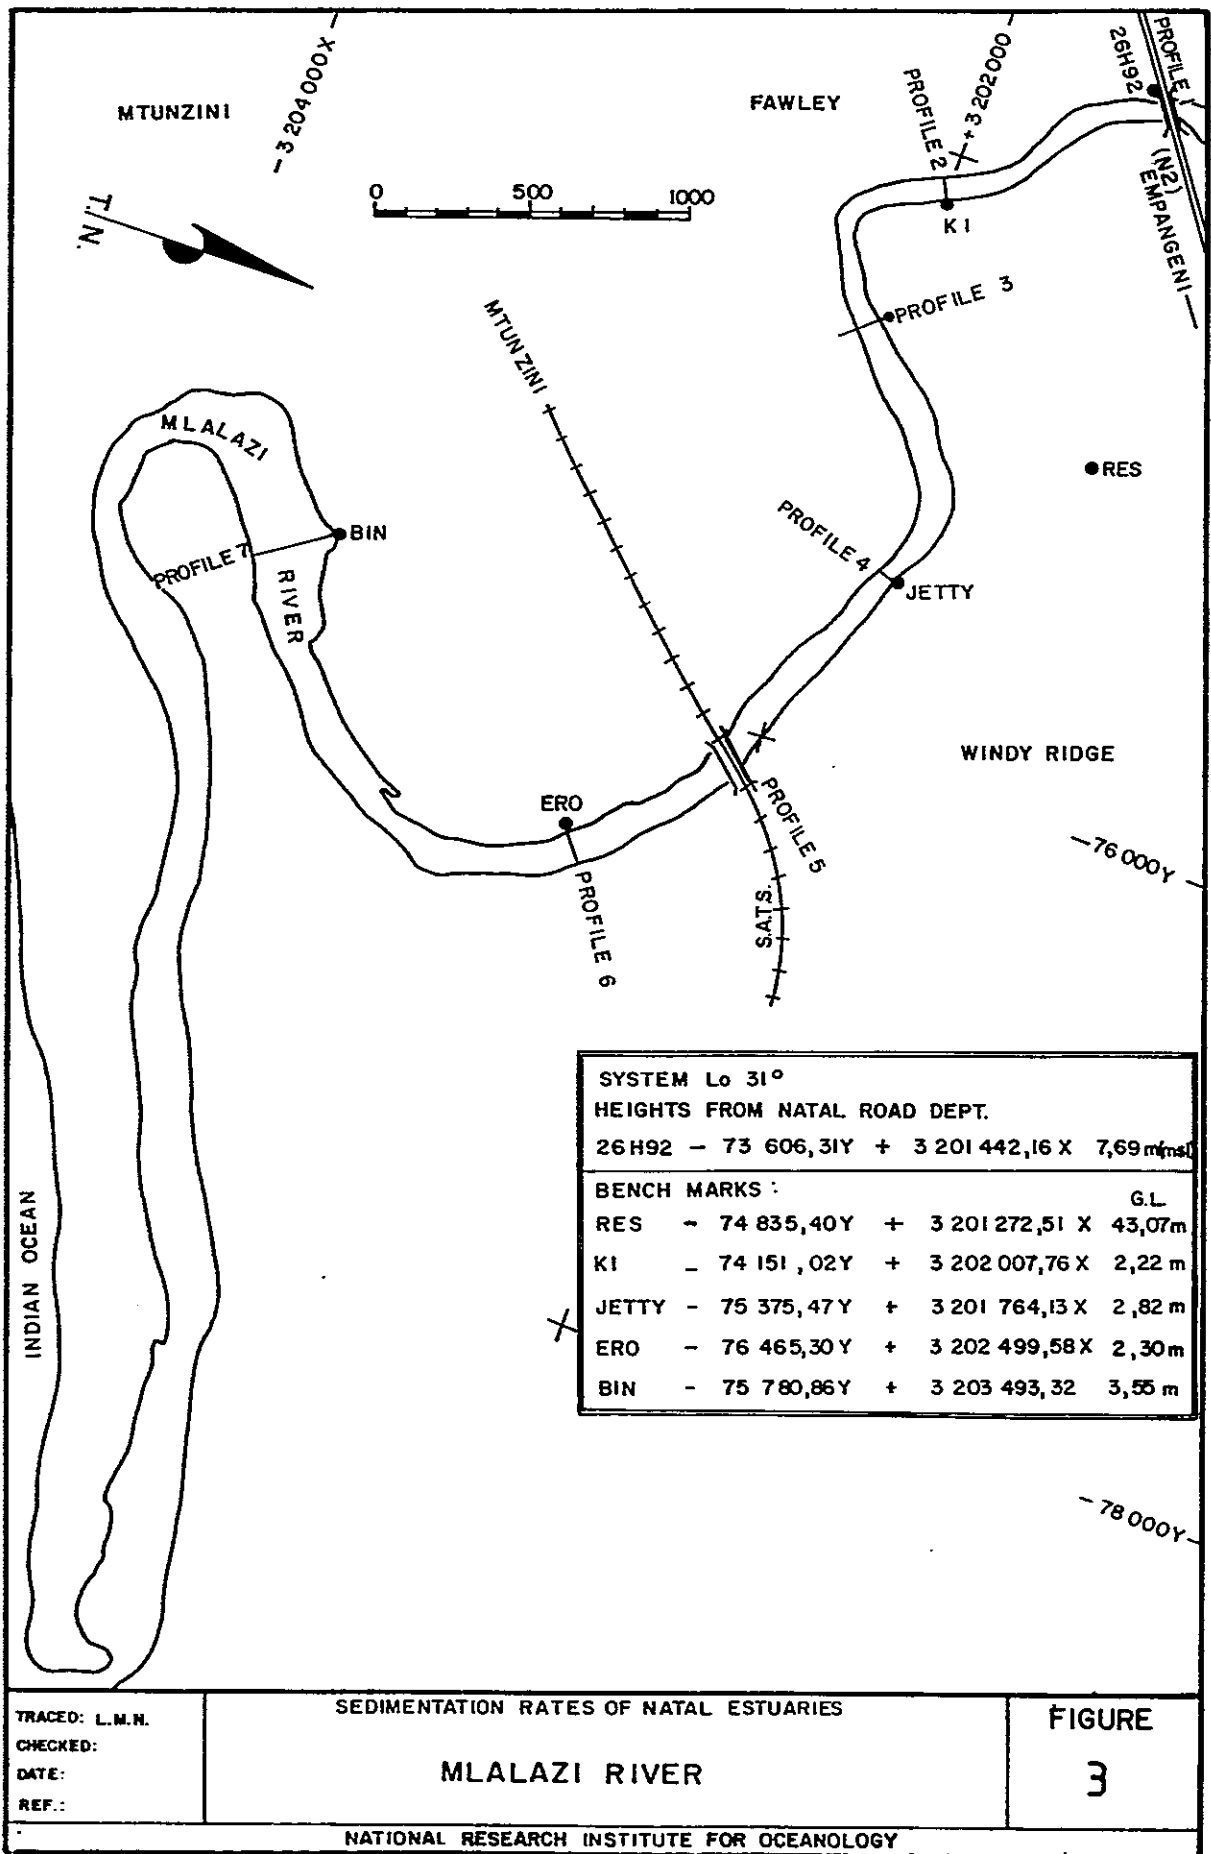 MTUNZINI
- 3 204 000X
FAWLEY
PROFILE 2
+ 3 202 000
26H92
PROFILE 1
(N2)
EMPANGENI
T. N.
0 500 1000
K1
PROFILE 3
MTUNZINI
MLALAZI
RIVER
BIN
PROFILE 7
RES
PROFILE 4
JETTY
WINDY RIDGE
ERO
PROFILE 5
PROFILE 6
S.A.T.S.
- 76 000Y
INDIAN OCEAN
SYSTEM Lo 31°
HEIGHTS FROM NATAL ROAD DEPT.
26H92 - 73 606,31Y + 3 201 442,16 X 7,69 m(msl)
BENCH MARKS :
G.L.
RES - 74 835,40Y + 3 201 272,51 X 43,07m
K1 - 74 151,02Y + 3 202 007,76 X 2,22 m
JETTY - 75 375,47Y + 3 201 764,13 X 2,82 m
ERO - 76 465,30Y + 3 202 499,58X 2,30m
BIN - 75 780,86Y + 3 203 493,32 3,55 m
- 78 000Y
TRACED: L.M.N.
CHECKED:
DATE:
REF.:
SEDIMENTATION RATES OF NATAL ESTUARIES
MLALAZI RIVER
FIGURE
3
NATIONAL RESEARCH INSTITUTE FOR OCEANOLOGY